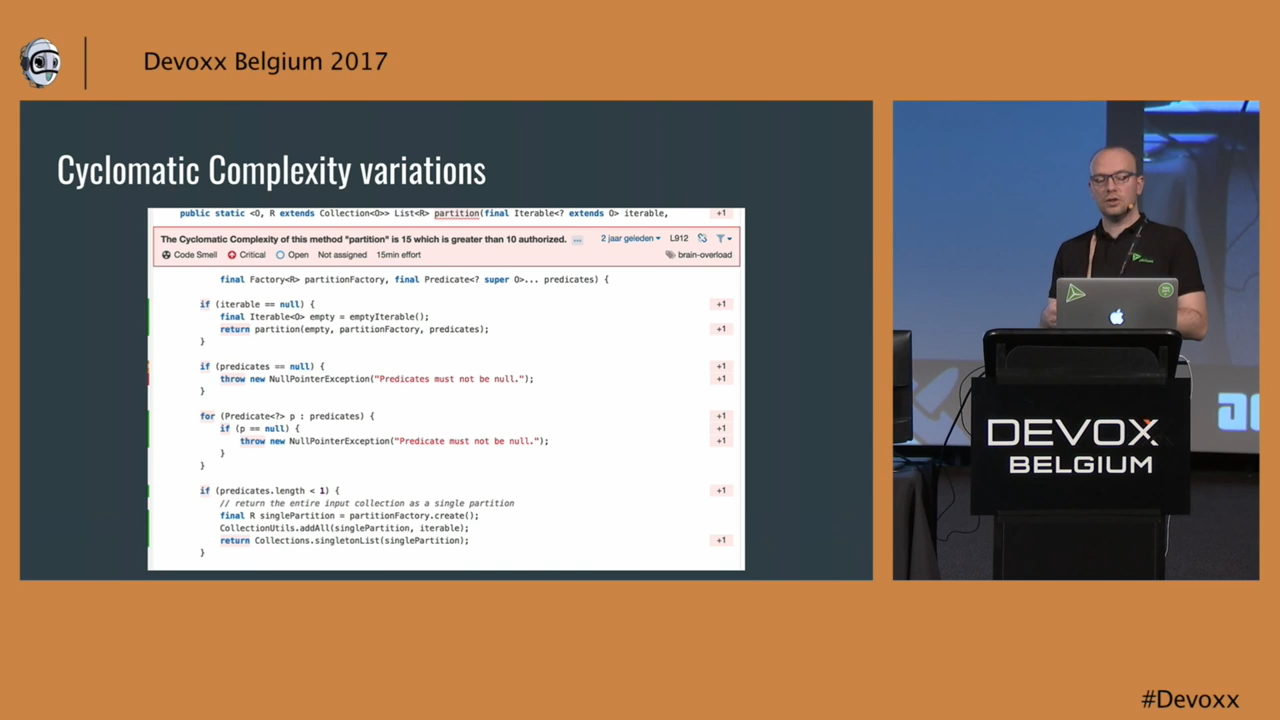 Devoxx Belgium 2017
Cyclomatic Complexity variations
public static <O, R extends Collection<O>> List<R> partition(final Iterable<? extends O> iterable, +1
The Cyclomatic Complexity of this method "partition" is 15 which is greater than 10 authorized. ... 2 jaar geleden L912
Code Smell Critical Open Not assigned 15min effort brain-overload
final Factory<R> partitionFactory, final Predicate<? super O>... predicates) {
if (iterable == null) { +1
final Iterable<O> empty = emptyIterable();
return partition(empty, partitionFactory, predicates); +1
}
if (predicates == null) { +1
throw new NullPointerException("Predicates must not be null."); +1
}
for (Predicate<?> p : predicates) { +1
if (p == null) { +1
throw new NullPointerException("Predicate must not be null."); +1
}
}
if (predicates.length < 1) { +1
// return the entire input collection as a single partition
final R singlePartition = partitionFactory.create();
CollectionUtils.addAll(singlePartition, iterable);
return Collections.singletonList(singlePartition); +1
}
DEVOXX
BELGIUM
#Devoxx